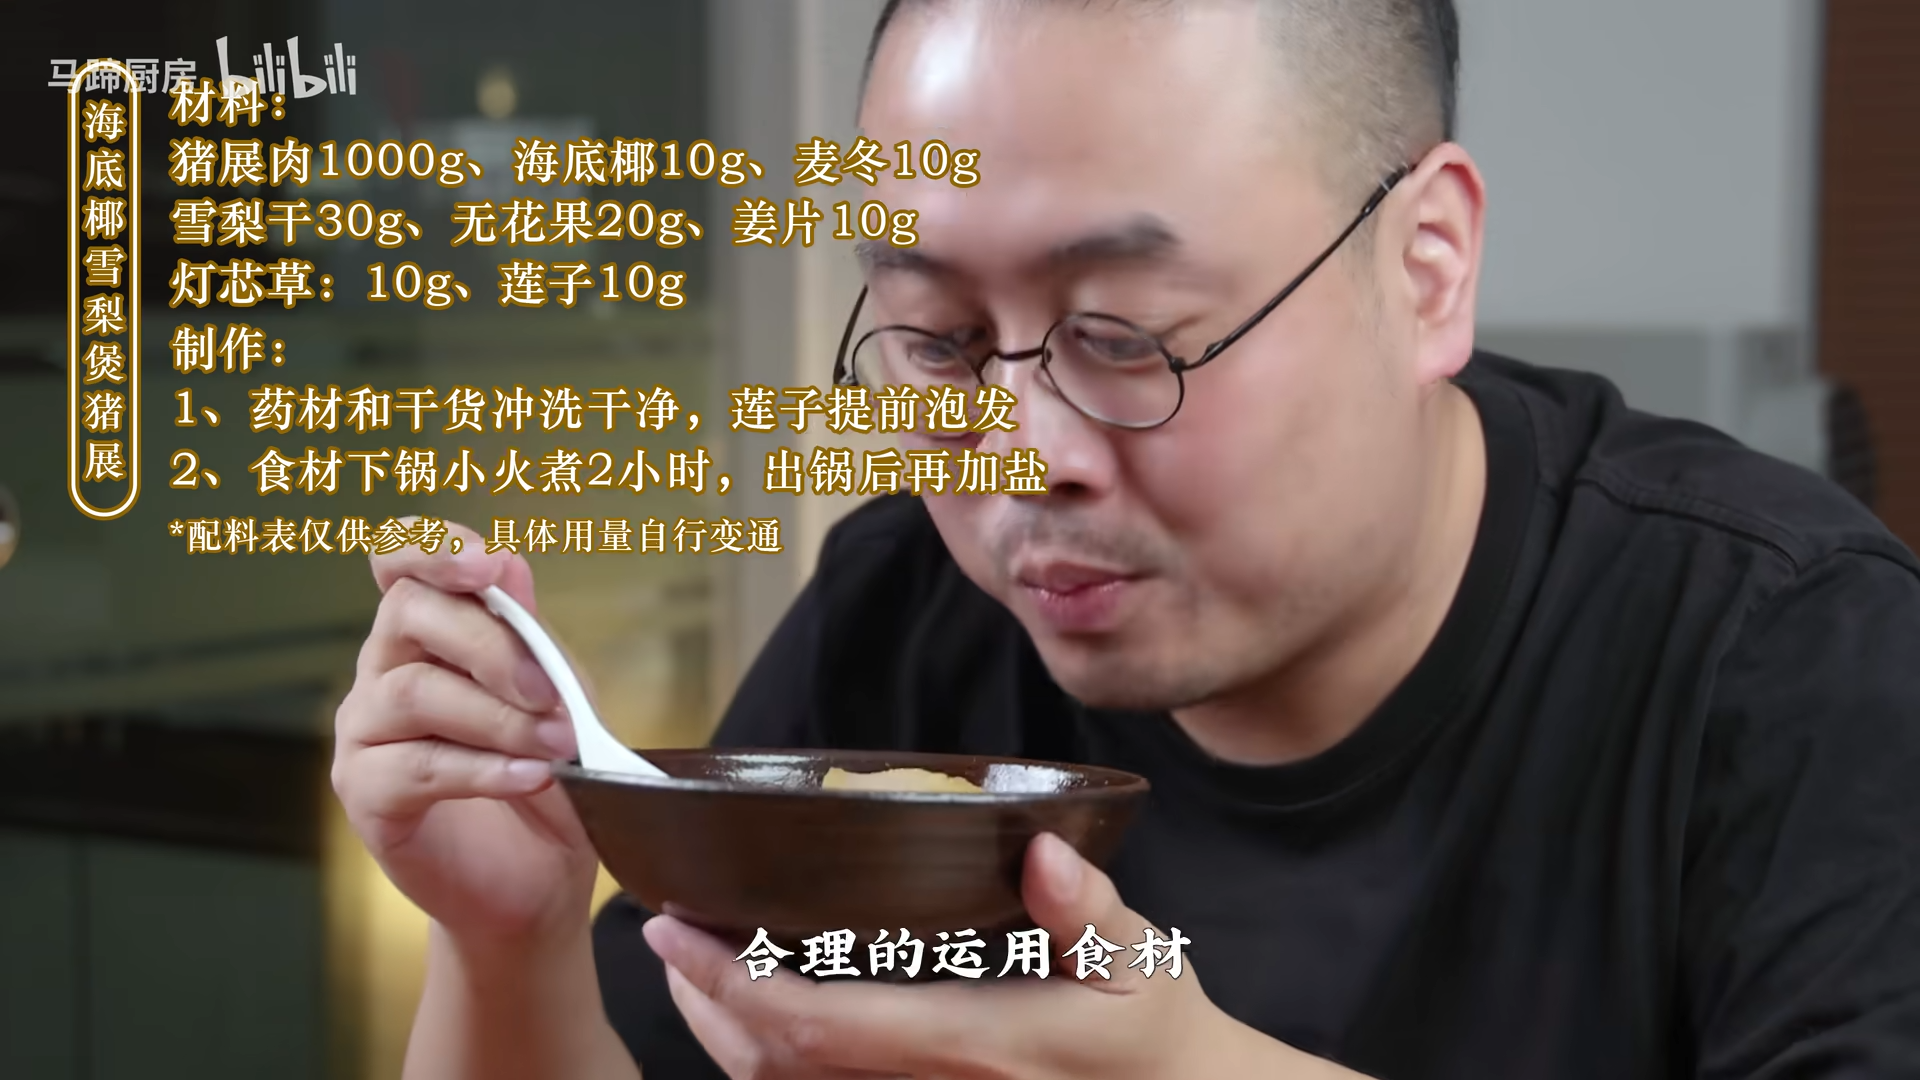 马蹄厨房 bilibili
海底椰雪梨煲猪展
材料：
猪展肉1000g、海底椰10g、麦冬10g
雪梨干30g、无花果20g、姜片10g
灯芯草：10g、莲子10g
制作：
1、药材和干货冲洗干净，莲子提前泡发
2、食材下锅小火煮2小时，出锅后再加盐
*配料表仅供参考，具体用量自行变通
合理的运用食材